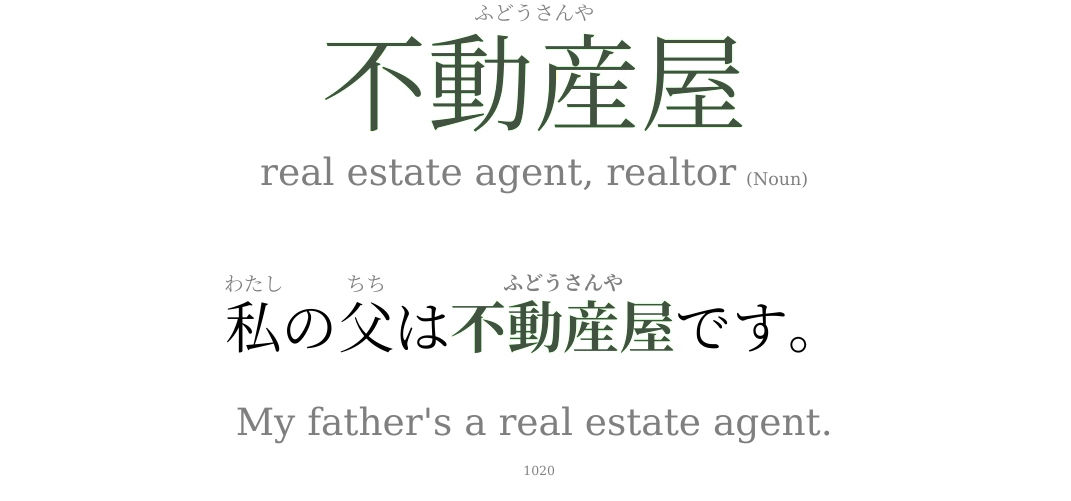 ふどうさんや
不動産屋
real estate agent, realtor (Noun)
わたし ちち ふどうさんや
私の父は不動産屋です。
My father's a real estate agent.
1020